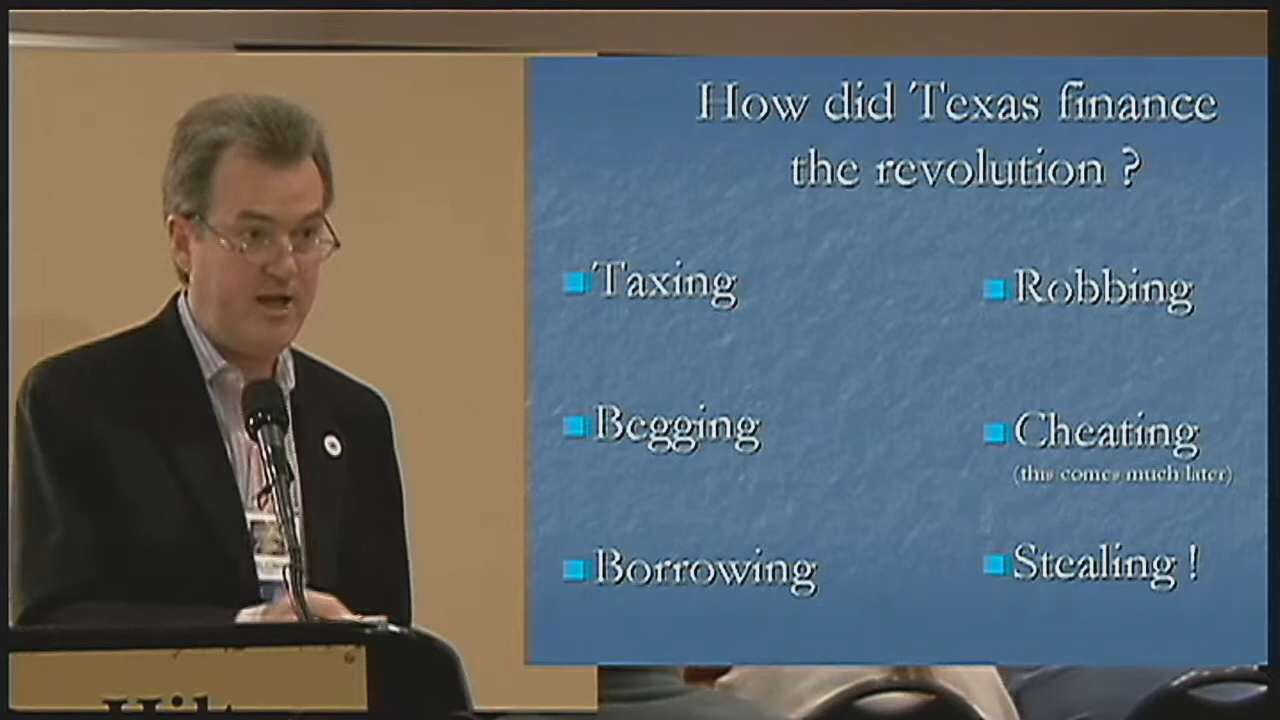 How did Texas finance
the revolution ?
Taxing
Robbing
Begging
Cheating
(this comes much later)
Borrowing
Stealing !